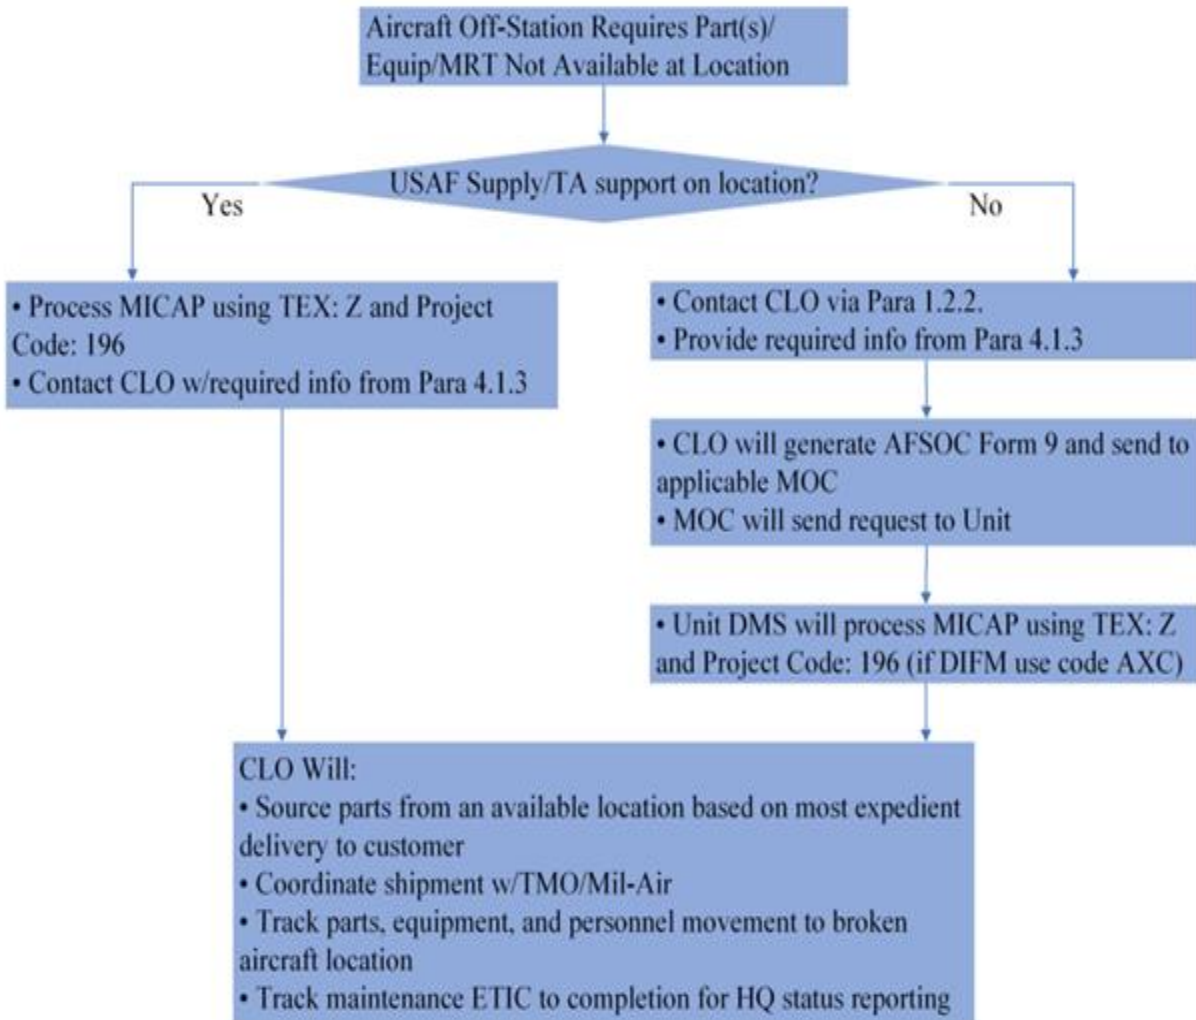 Aircraft Off-Station Requires Part(s)/
Equip/MRT Not Available at Location
USAF Supply/TA support on location?
Yes
No
• Process MICAP using TEX: Z and Project
Code: 196
• Contact CLO w/required info from Para 4.1.3
• Contact CLO via Para 1.2.2.
• Provide required info from Para 4.1.3
• CLO will generate AFSOC Form 9 and send to
applicable MOC
• MOC will send request to Unit
• Unit DMS will process MICAP using TEX: Z
and Project Code: 196 (if DIFM use code AXC)
CLO Will:
• Source parts from an available location based on most expedient
delivery to customer
• Coordinate shipment w/TMO/Mil-Air
• Track parts, equipment, and personnel movement to broken
aircraft location
• Track maintenance ETIC to completion for HQ status reporting